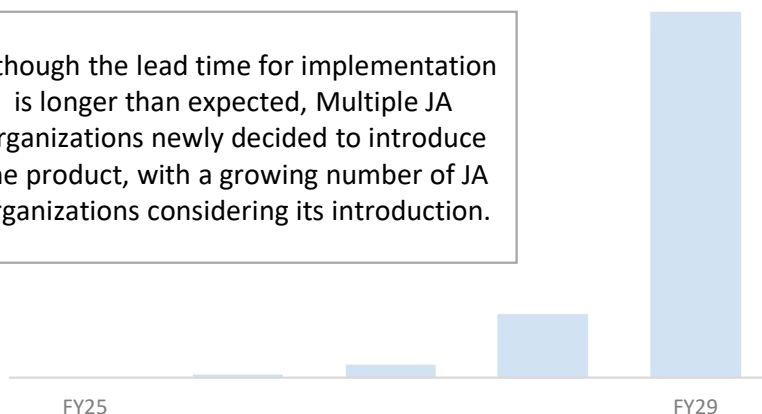 though the lead time for implementation
is longer than expected, Multiple JA
rganizations newly decided to introduce
e product, with a growing number of JA
rganizations considering its introduction.
FY25
FY29